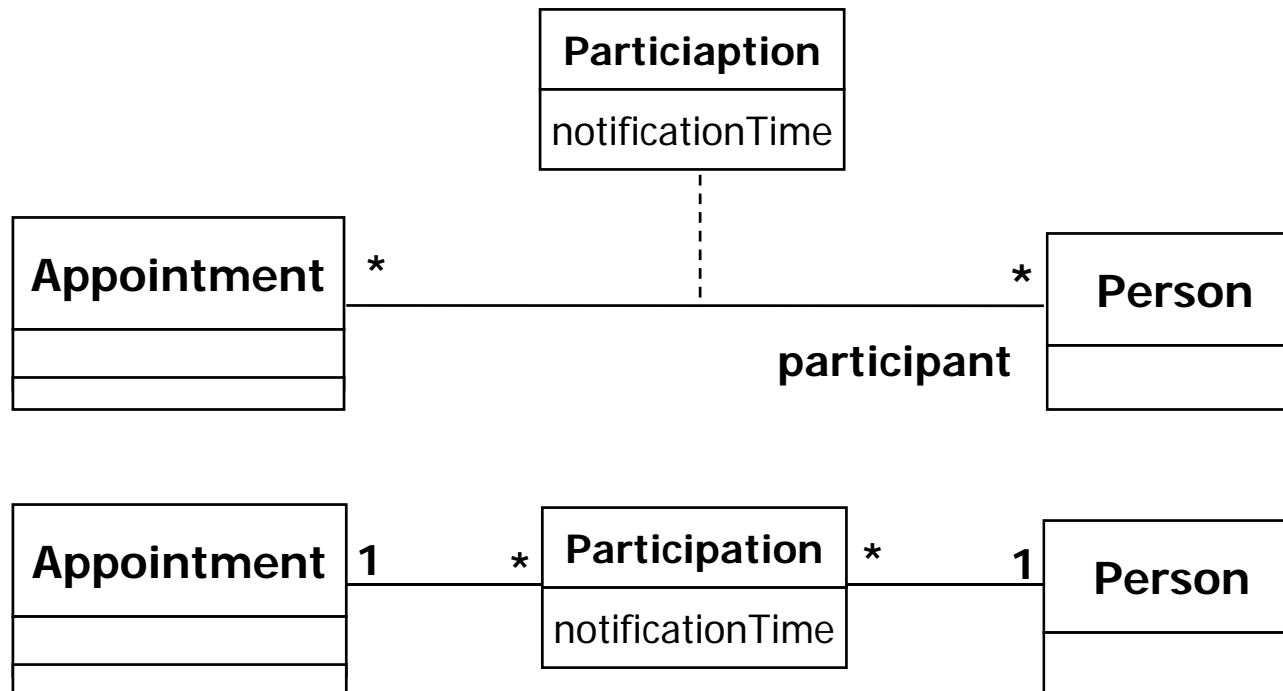 Particiaption
notificationTime
Appointment * * Person
participant
Appointment 1 * Participation * 1 Person
notificationTime